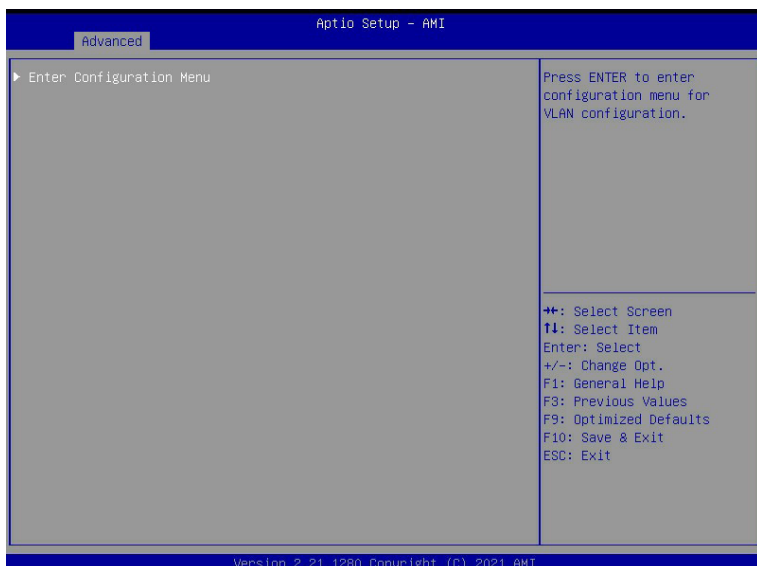 Aptio Setup – AMI
Advanced
▶ Enter Configuration Menu
Press ENTER to enter
configuration menu for
VLAN configuration.
→←: Select Screen
↑↓: Select Item
Enter: Select
+/-: Change Opt.
F1: General Help
F3: Previous Values
F9: Optimized Defaults
F10: Save & Exit
ESC: Exit
Version 2.21.1280 Copyright (C) 2021 AMI